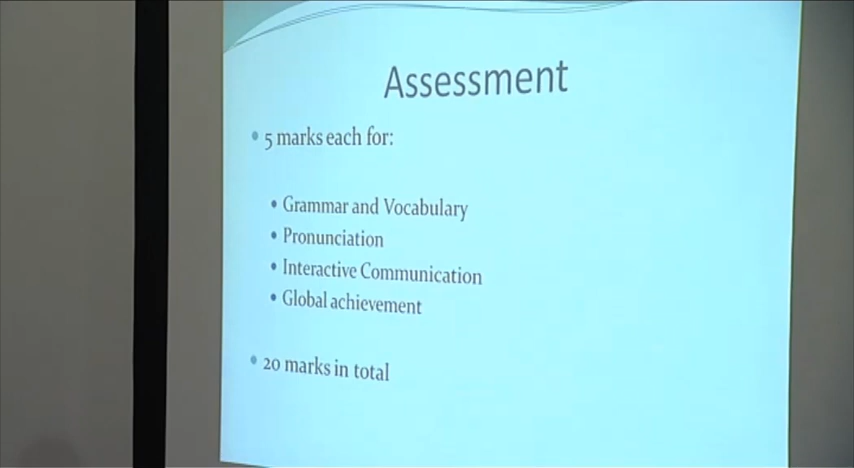 Assessment
• 5 marks each for:
• Grammar and Vocabulary
• Pronunciation
• Interactive Communication
• Global achievement
• 20 marks in total